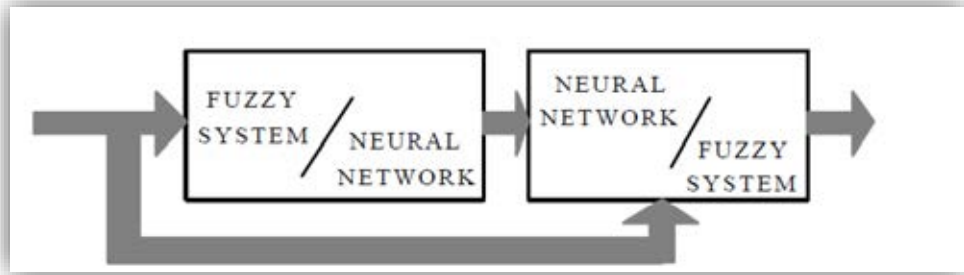 FUZZY
SYSTEM
/
NEURAL
NETWORK
NEURAL
NETWORK
/
FUZZY
SYSTEM